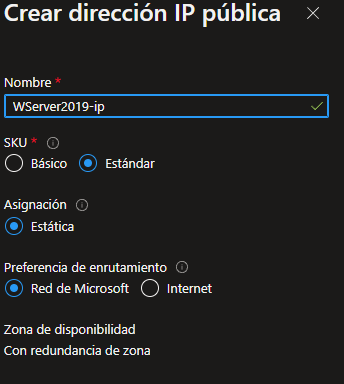 Crear dirección IP pública
Nombre *
WServer2019-ip
SKU *
Básico Estándar
Asignación
Estática
Preferencia de enrutamiento
Red de Microsoft Internet
Zona de disponibilidad
Con redundancia de zona